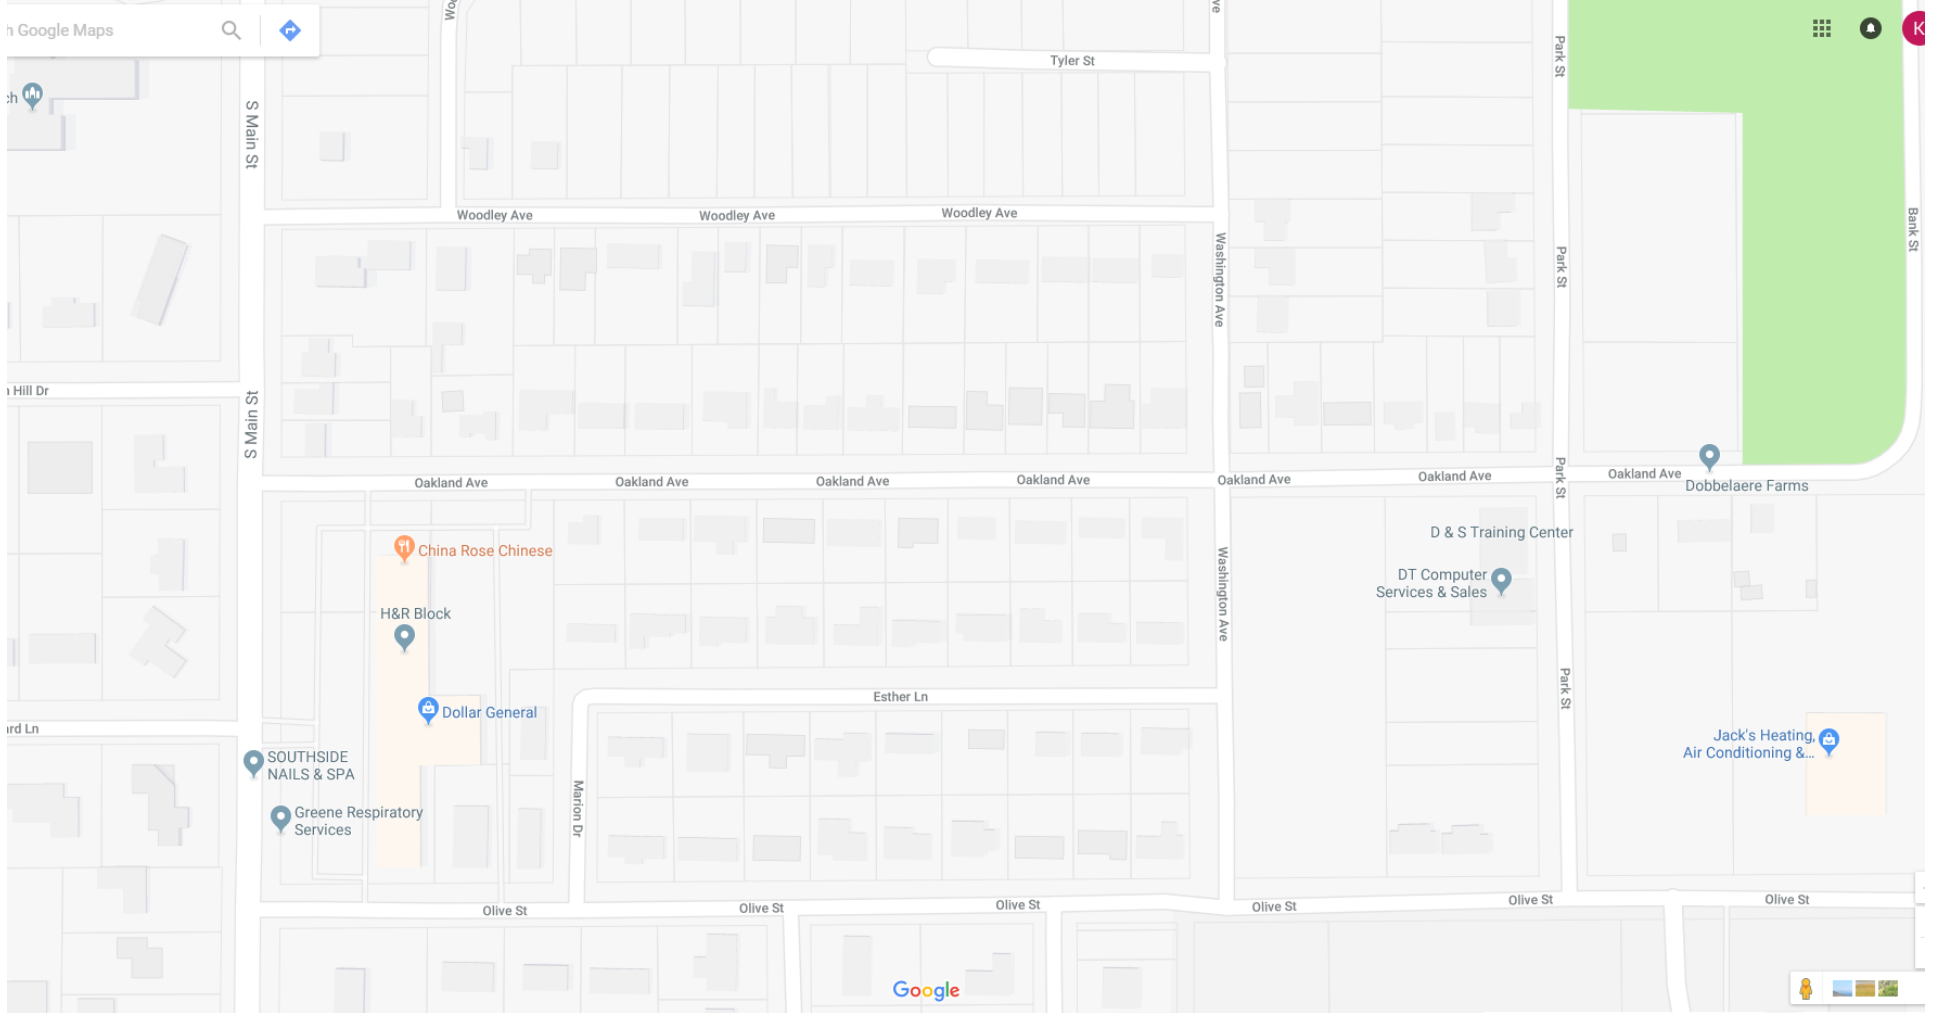 Google Maps
Tyler St
Park St
S Main St
Woodley Ave
Woodley Ave
Woodley Ave
Washington Ave
Park St
Bank St
Hill Dr
S Main St
Oakland Ave
Oakland Ave
Oakland Ave
Oakland Ave
Oakland Ave
Oakland Ave
Oakland Ave
Park St
Dobbelaere Farms
D & S Training Center
China Rose Chinese
DT Computer
Services & Sales
H&R Block
Washington Ave
Park St
Esther Ln
Dollar General
Ln
Jack's Heating,
Air Conditioning &...
SOUTHSIDE
NAILS & SPA
Marion Dr
Greene Respiratory
Services
Olive St
Olive St
Olive St
Olive St
Olive St
Olive St
Google
K